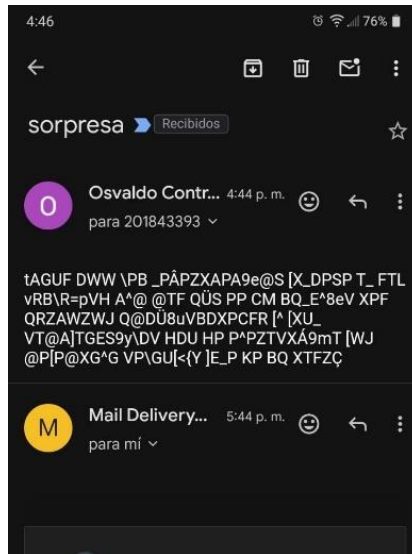 4:46 76%
sorpresa Recibidos
O Osvaldo Contr... 4:44 p. m.
para 201843393
tAGUF DWW \PB _PÂPZXAPA9e@S [X_DPSP T_ FTL
vRB\R=pVH A^@ @TF QÜS PP CM BQ_E^8eV XPF
QRZAWZWJ Q@DÜ8uVBDXPCFR [^ [XU_
VT@A]TGES9y\DV HDU HP P^PZTVXÁ9mT [WJ
@P[P@XG^G VP\GU[<{Y ]E_P KP BQ XTFZÇ
M Mail Delivery... 5:44 p. m.
para mí